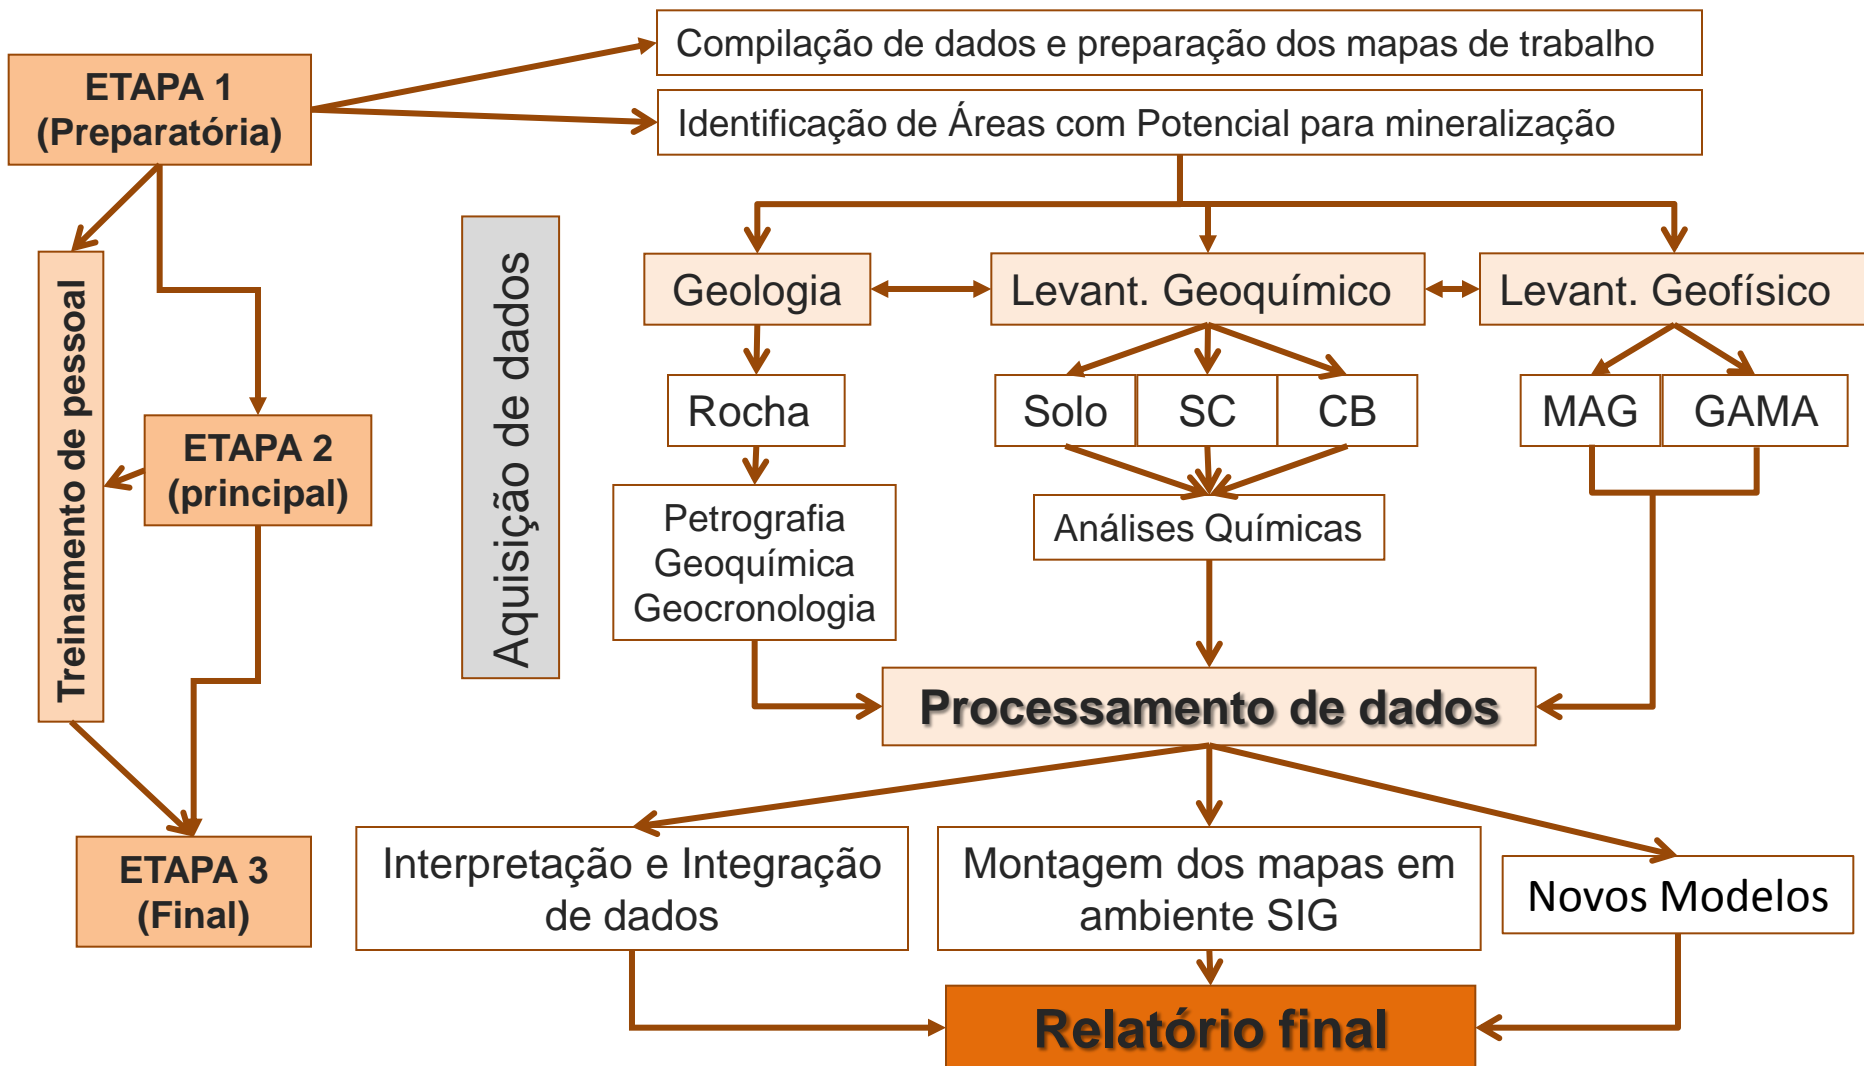 ETAPA 1
(Preparatória)
Compilação de dados e preparação dos mapas de trabalho
Identificação de Áreas com Potencial para mineralização
Treinamento de pessoal
ETAPA 2
(principal)
ETAPA 3
(Final)
Aquisição de dados
Geologia
Levant. Geoquímico
Levant. Geofísico
Rocha
Solo
SC
CB
MAG
GAMA
Petrografia
Geoquímica
Geocronologia
Análises Químicas
Processamento de dados
Interpretação e Integração
de dados
Montagem dos mapas em
ambiente SIG
Novos Modelos
Relatório final